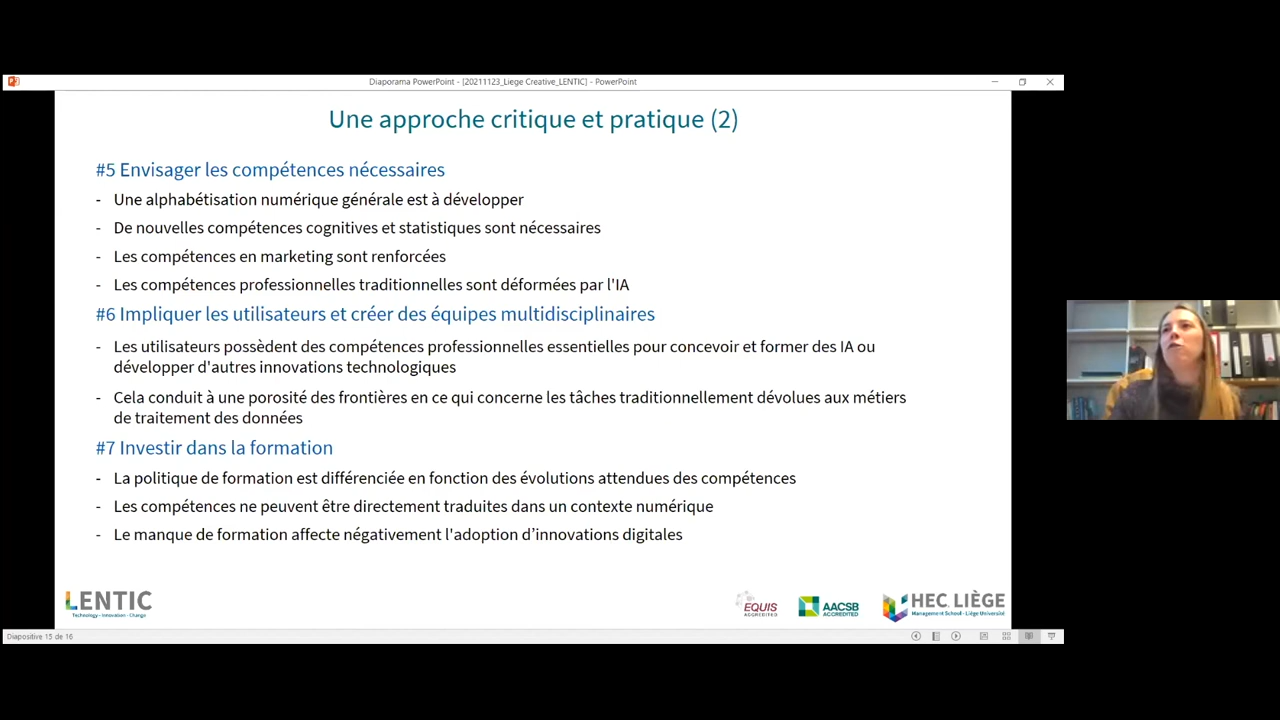 Diaporama PowerPoint - [20211123_Liege Creative_LENTIC] - PowerPoint
Une approche critique et pratique (2)
#5 Envisager les compétences nécessaires
- Une alphabétisation numérique générale est à développer
- De nouvelles compétences cognitives et statistiques sont nécessaires
- Les compétences en marketing sont renforcées
- Les compétences professionnelles traditionnelles sont déformées par l'IA
#6 Impliquer les utilisateurs et créer des équipes multidisciplinaires
- Les utilisateurs possèdent des compétences professionnelles essentielles pour concevoir et former des IA ou
développer d'autres innovations technologiques
- Cela conduit à une porosité des frontières en ce qui concerne les tâches traditionnellement dévolues aux métiers
de traitement des données
#7 Investir dans la formation
- La politique de formation est différenciée en fonction des évolutions attendues des compétences
- Les compétences ne peuvent être directement traduites dans un contexte numérique
- Le manque de formation affecte négativement l'adoption d’innovations digitales
LENTIC
Technology - Innovation - Change
EQUIS
ACCREDITED
AACSB
ACCREDITED
HEC LIÈGE
Management School - Liège Université
Diapositive 15 de 16